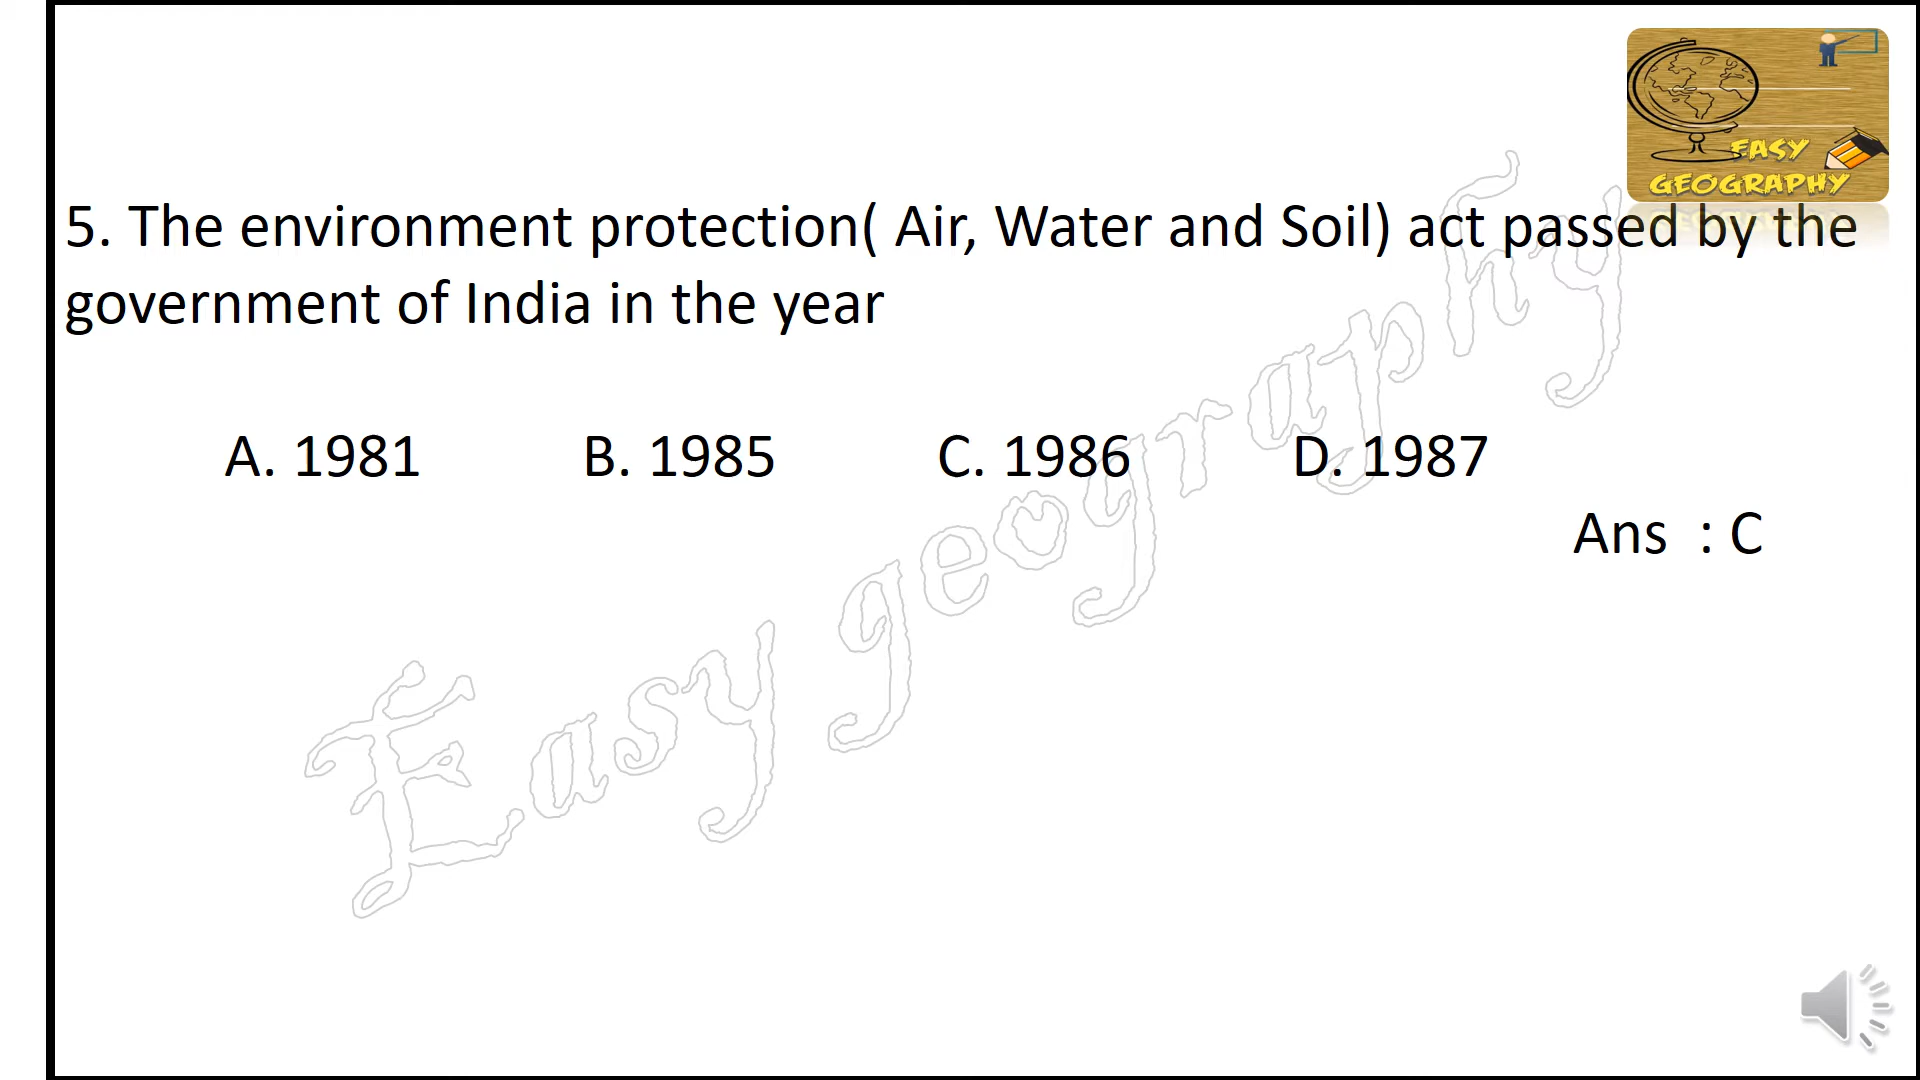 EASY
GEOGRAPHY
5. The environment protection( Air, Water and Soil) act passed by the
government of India in the year
A. 1981 B. 1985 C. 1986 D. 1987
Ans : C
Easy geography